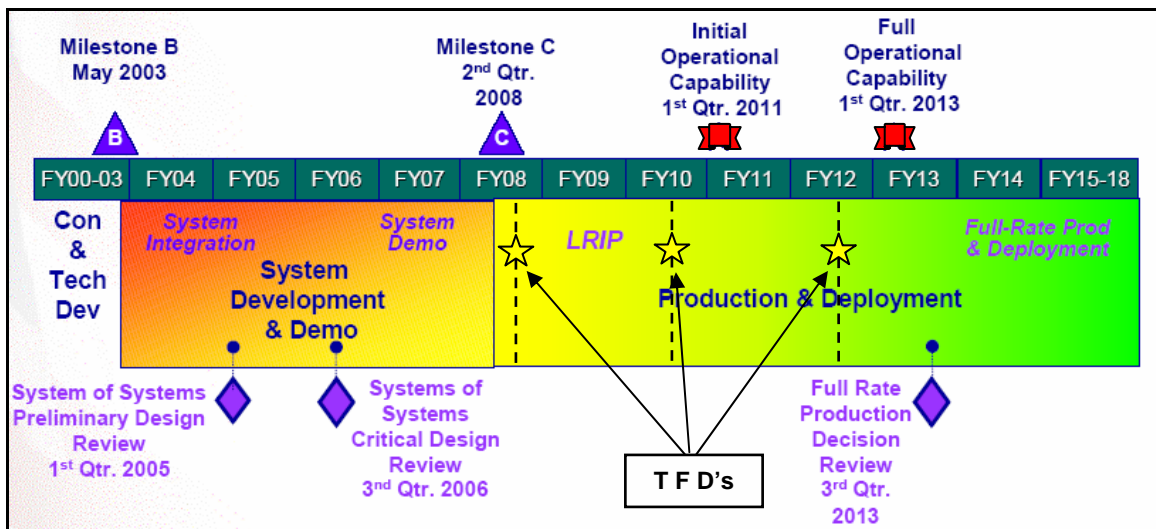 Milestone B
May 2003
Milestone C
2nd Qtr.
2008
Initial
Operational
Capability
1st Qtr. 2011
Full
Operational
Capability
1st Qtr. 2013
B
C
FY00-03 FY04 FY05 FY06 FY07 FY08 FY09 FY10 FY11 FY12 FY13 FY14 FY15-18
Con
&
Tech
Dev
System
Integration
System
Demo
System
Development
& Demo
LRIP
Production & Deployment
Full-Rate Prod
& Deployment
System of Systems
Preliminary Design
Review
1st Qtr. 2005
Systems of
Systems
Critical Design
Review
3nd Qtr. 2006
T F D's
Full Rate
Production
Decision
Review
3rd Qtr.
2013